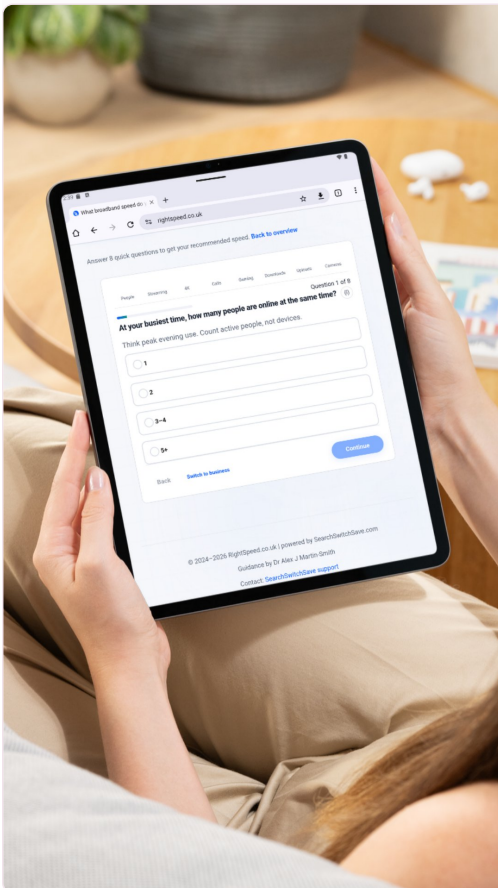 2:59
What broadband speed do
rightspeed.co.uk
Answer 8 quick questions to get your recommended speed. Back to overview
People Streaming AI Calls Gaming Downloads Uploads Cameras
Question 1 of 8
At your busiest time, how many people are online at the same time?
Think peak evening use. Count active people, not devices.
1
2
3–4
5+
Back Switch to business Continue
© 2024–2026 RightSpeed.co.uk | powered by SearchSwitchSave.com
Guidance by Dr Alex J Martin-Smith
Contact: SearchSwitchSave support